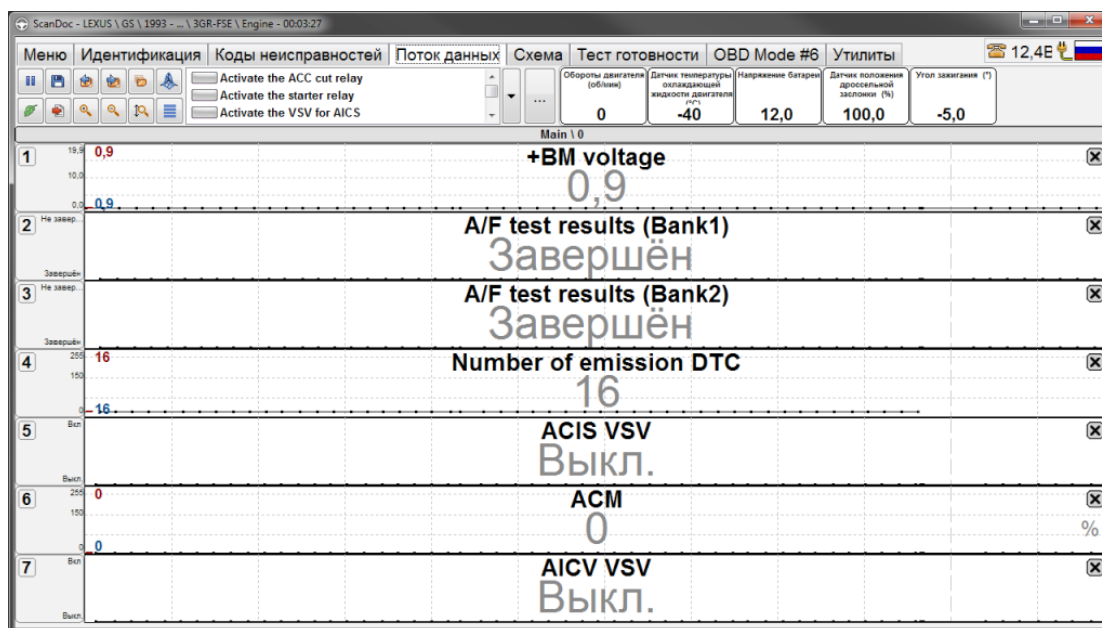 ScanDoc - LEXUS \ GS \ 1993 - ... \ 3GR-FSE \ Engine - 00:03:27
Меню Идентификация Коды неисправностей Поток данных Схема Тест готовности OBD Mode #6 Утилиты 12,4E
Activate the ACC cut relay
Activate the starter relay
Activate the VSV for AICS
...
Обороты двигателя (об/мин)
0
Датчик температуры охлаждающей жидкости двигателя (°C)
-40
Напряжение батареи
12,0
Датчик положения дроссельной заслонки (%)
100,0
Угол зажигания (°)
-5,0
Main \ 0
1
19,9
10,0
0,0
0,9
0,9
+BM voltage
0,9
2
Не завер...
Завершён
A/F test results (Bank1)
Завершён
3
Не завер...
Завершён
A/F test results (Bank2)
Завершён
4
255
150
0
16
16
Number of emission DTC
16
5
Вкл
Выкл.
ACIS VSV
Выкл.
6
255
150
0
0
0
ACM
0
%
7
Вкл
Выкл.
AICV VSV
Выкл.